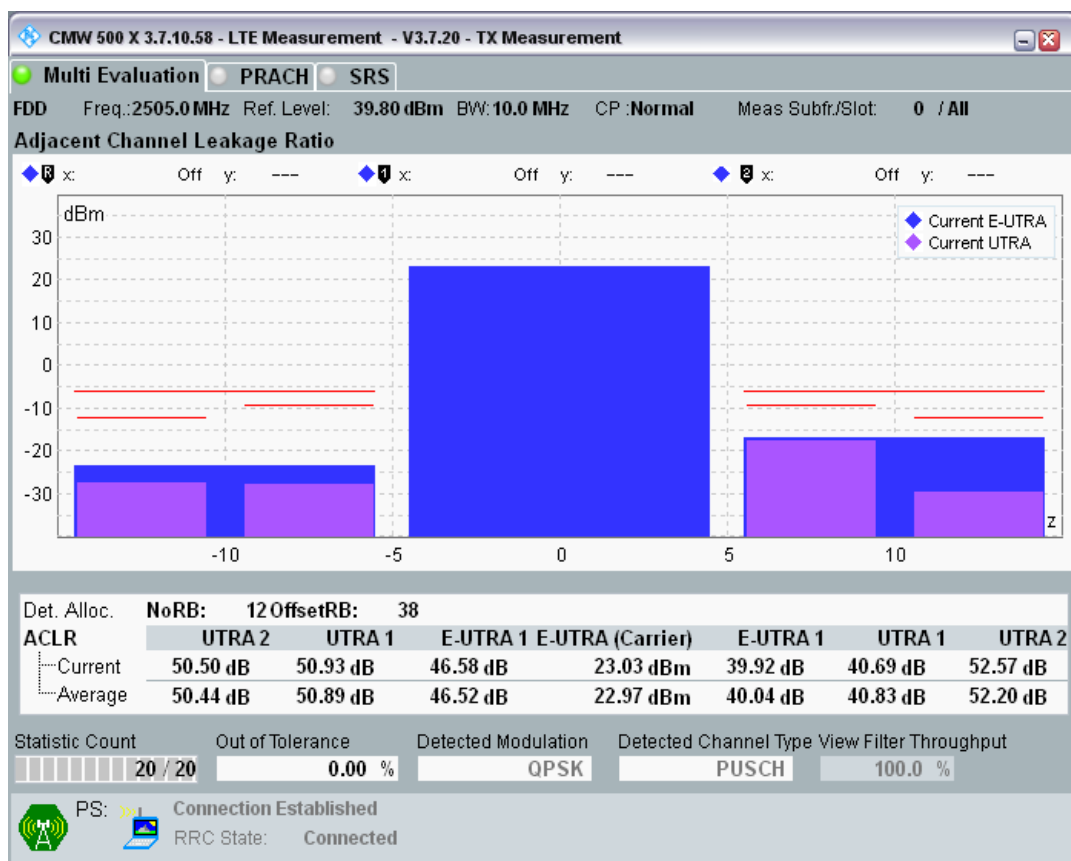 CMW 500 X 3.7.10.58 - LTE Measurement - V3.7.20 - TX Measurement
Multi Evaluation PRACH SRS
FDD Freq.:2505.0 MHz Ref. Level: 39.80 dBm BW:10.0 MHz CP :Normal Meas Subfr./Slot: 0 / All
Adjacent Channel Leakage Ratio
R x: Off y: --- 1 x: Off y: --- 2 x: Off y: ---
dBm
Current E-UTRA
Current UTRA
30
20
10
0
-10
-20
-30
z
-10 -5 0 5 10
Det. Alloc. NoRB: 12 OffsetRB: 38
ACLR UTRA 2 UTRA 1 E-UTRA 1 E-UTRA (Carrier) E-UTRA 1 UTRA 1 UTRA 2
Current 50.50 dB 50.93 dB 46.58 dB 23.03 dBm 39.92 dB 40.69 dB 52.57 dB
Average 50.44 dB 50.89 dB 46.52 dB 22.97 dBm 40.04 dB 40.83 dB 52.20 dB
Statistic Count Out of Tolerance Detected Modulation Detected Channel Type View Filter Throughput
20 / 20 0.00 % QPSK PUSCH 100.0 %
PS: Connection Established
RRC State: Connected